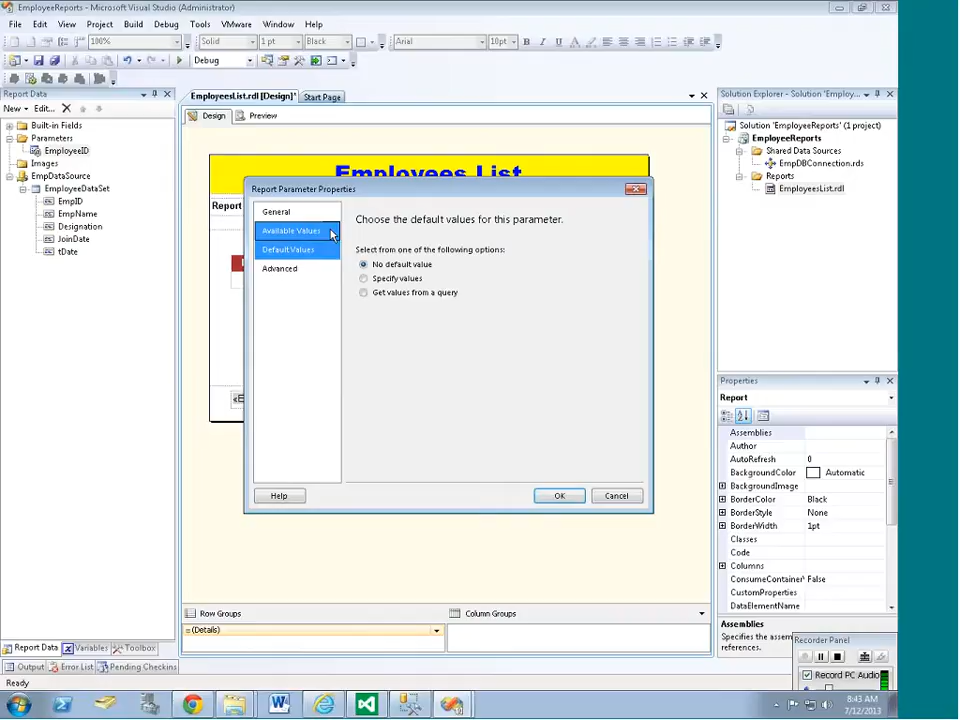 EmployeeReports - Microsoft Visual Studio (Administrator)
File Edit View Project Build Debug Tools VMware Window Help
100% Solid 1 pt Black Arial 10pt B I U A
Debug
Report Data
New Edit...
Built-in Fields
Parameters
EmployeeID
Images
EmpDataSource
EmployeeDataSet
EmpID
EmpName
Designation
JoinDate
tDate
EmployeesList.rdl [Design]* Start Page
Design Preview
Employees List
Report
Report Parameter Properties
General
Available Values
Default Values
Advanced
Choose the default values for this parameter.
Select from one of the following options:
No default value
Specify values
Get values from a query
Help OK Cancel
Row Groups Column Groups
(Details)
Solution Explorer - Solution 'Employ...
Solution 'EmployeeReports' (1 project)
EmployeeReports
Shared Data Sources
EmpDBConnection.rds
Reports
EmployeesList.rdl
Properties
Report
Assemblies
Author
AutoRefresh 0
BackgroundColor Automatic
BackgroundImage
BorderColor Black
BorderStyle None
BorderWidth 1pt
Classes
Code
Columns
ConsumeContainer False
CustomProperties
DataElementName
Assemblies
Specifies the assem
references.
Recorder Panel
Record PC Audio
Report Data Variables Toolbox
Output Error List Pending Checkins
Ready
8:43 AM
7/12/2013